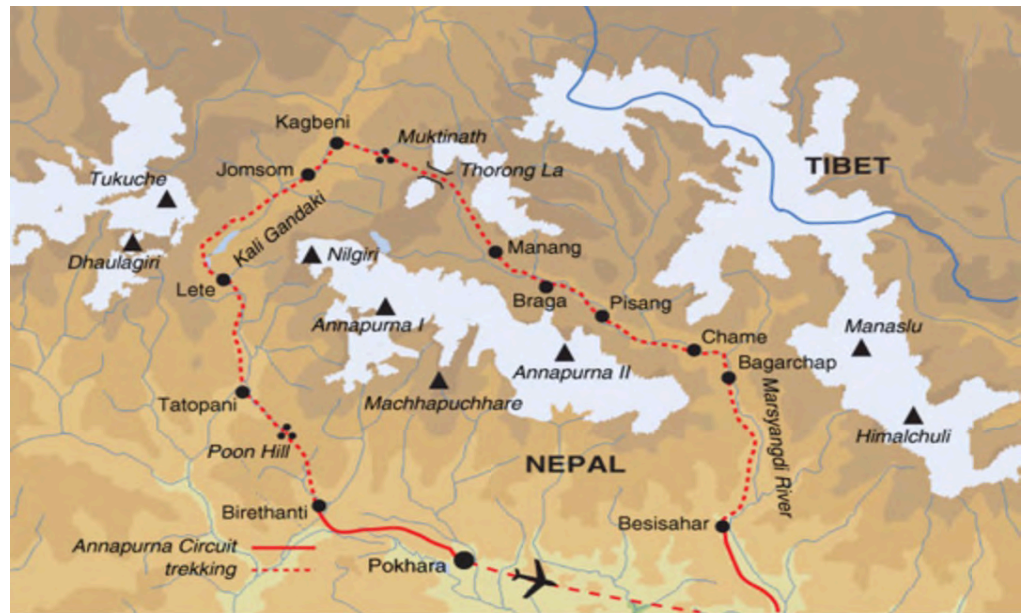 Kagbeni
Muktinath
Jomsom
Thorong La
TIBET
Tukuche
Kali Gandaki
Manang
Nilgiri
Dhaulagiri
Lete
Braga
Pisang
Annapurna I
Chame
Manaslu
Bagarchap
Annapurna II
Tatopani
Machhapuchhare
Marsyangdi River
Himalchuli
Poon Hill
NEPAL
Birethanti
Besisahar
Annapurna Circuit
trekking
Pokhara